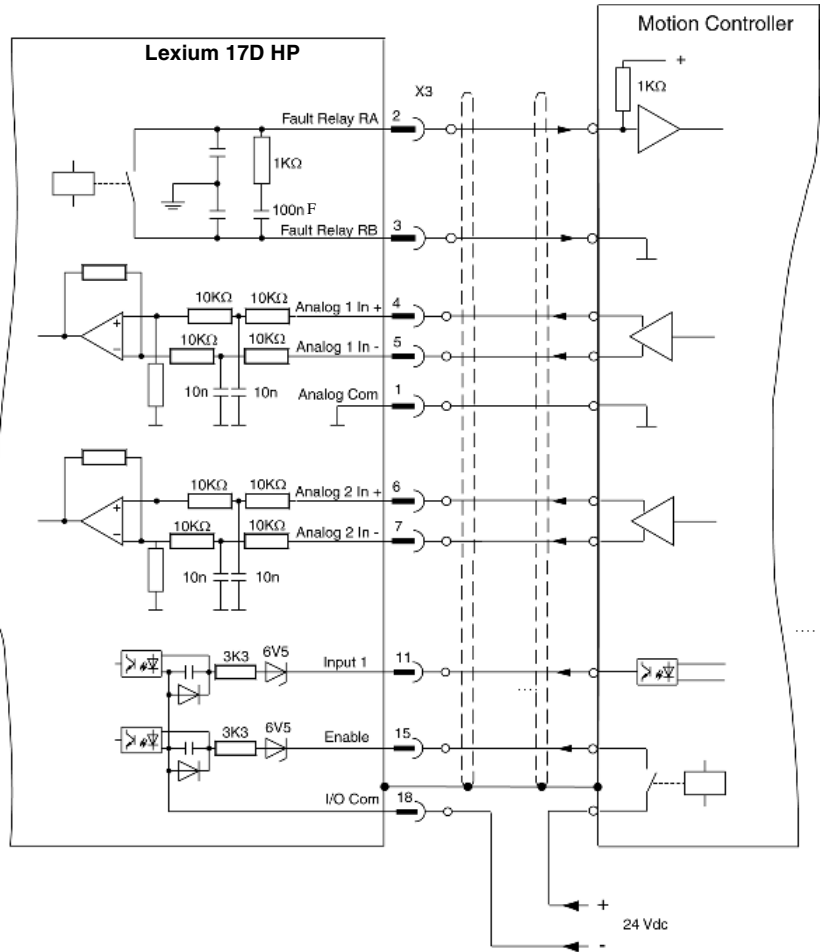 Motion Controller
Lexium 17D HP
+
1KΩ
X3
Fault Relay RA 2
1KΩ
100nF
Fault Relay RB 3
10KΩ 10KΩ Analog 1 In + 4
+
10KΩ 10KΩ Analog 1 In - 5
−
10n 10n Analog Com 1
10KΩ 10KΩ Analog 2 In + 6
+
10KΩ 10KΩ Analog 2 In - 7
−
10n 10n
....
3K3 6V5 Input 1 11
....
3K3 6V5 Enable 15
I/O Com 18
+
24 Vdc
-